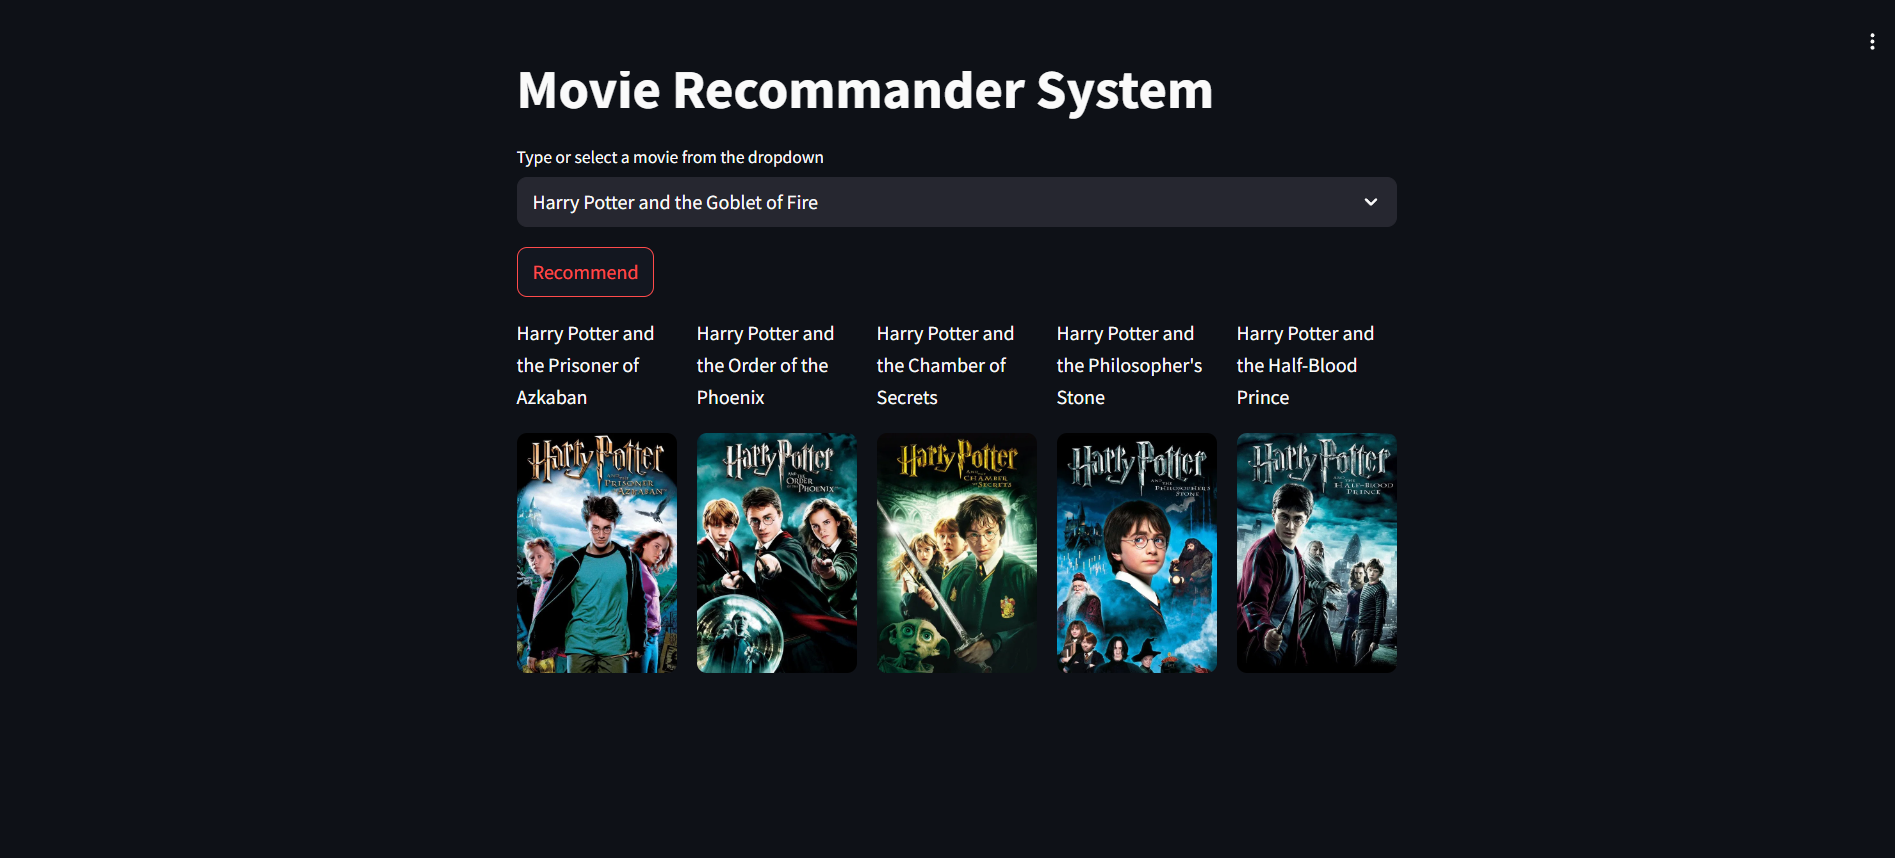 Movie Recommander System
Type or select a movie from the dropdown
Harry Potter and the Goblet of Fire
Recommend
Harry Potter and
the Prisoner of
Azkaban
Harry Potter and
the Order of the
Phoenix
Harry Potter and
the Chamber of
Secrets
Harry Potter and
the Philosopher's
Stone
Harry Potter and
the Half-Blood
Prince
Harry Potter
AND THE
PRISONER OF
AZKABAN
Harry Potter
AND THE
ORDER
OF THE
PHOENIX
Harry Potter
AND THE
CHAMBER
OF SECRETS
Harry Potter
AND THE
PHILOSOPHER'S
STONE
Harry Potter
AND THE
HALF-BLOOD
PRINCE